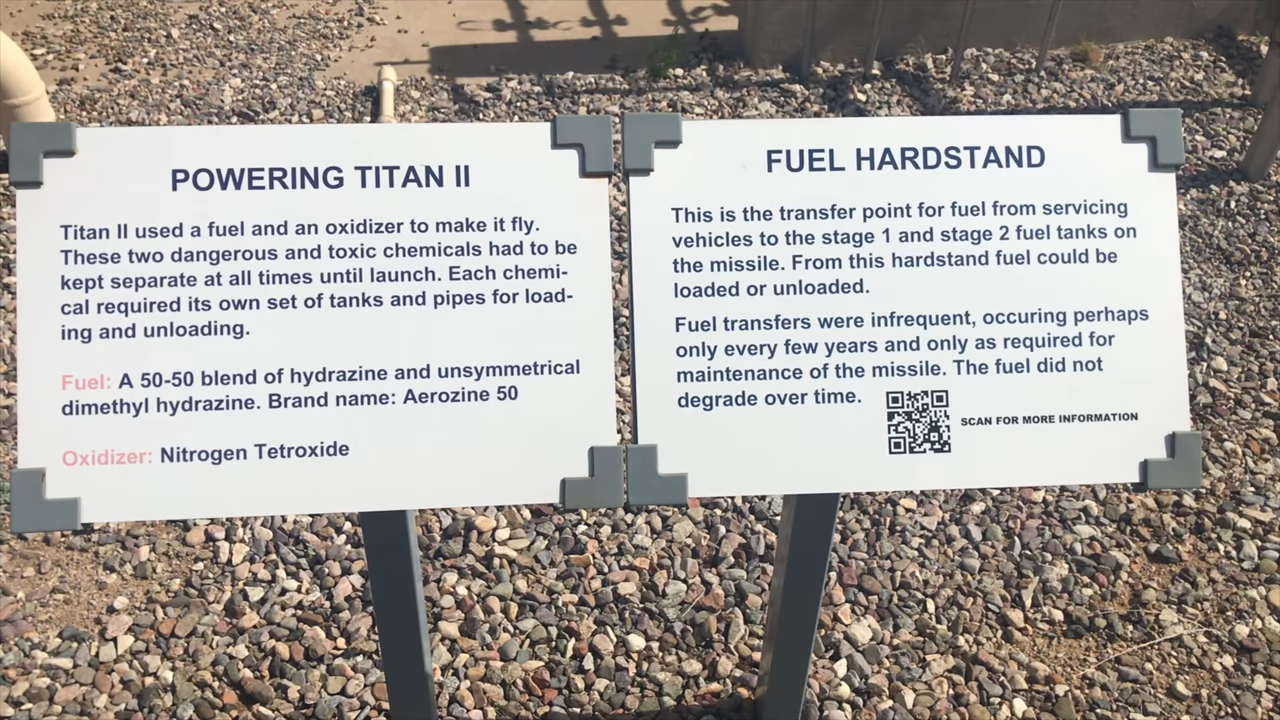 POWERING TITAN II
Titan II used a fuel and an oxidizer to make it fly.
These two dangerous and toxic chemicals had to be
kept separate at all times until launch. Each chemi-
cal required its own set of tanks and pipes for load-
ing and unloading.
Fuel: A 50-50 blend of hydrazine and unsymmetrical
dimethyl hydrazine. Brand name: Aerozine 50
Oxidizer: Nitrogen Tetroxide
FUEL HARDSTAND
This is the transfer point for fuel from servicing
vehicles to the stage 1 and stage 2 fuel tanks on
the missile. From this hardstand fuel could be
loaded or unloaded.
Fuel transfers were infrequent, occuring perhaps
only every few years and only as required for
maintenance of the missile. The fuel did not
degrade over time.
SCAN FOR MORE INFORMATION